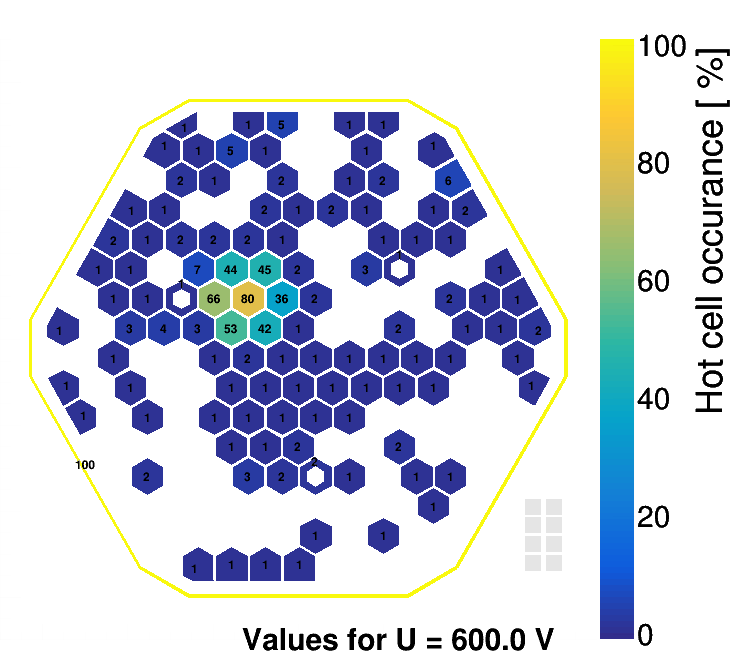 1 1 5 1 1
1 1 5 1 1 1
2 1 2 1 2 6
1 1 2 1 2 1 1 2
2 1 2 2 2 1 1 1 1
1 1 7 44 45 2 3 1 1
1 1 1 66 80 36 2 2 1 1
1 3 4 3 53 42 1 2 1 1 2
1 1 2 1 1 1 1 1 1 1
1 1 1 1 1 1 1 1 1 1
1 1 1 1 1 1 1
1 1 2 2
100 2 3 2 2 1 1 1
1
1 1
1 1 1 1
Values for U = 600.0 V
100
80
60
40
20
0
Hot cell occurance [ %]